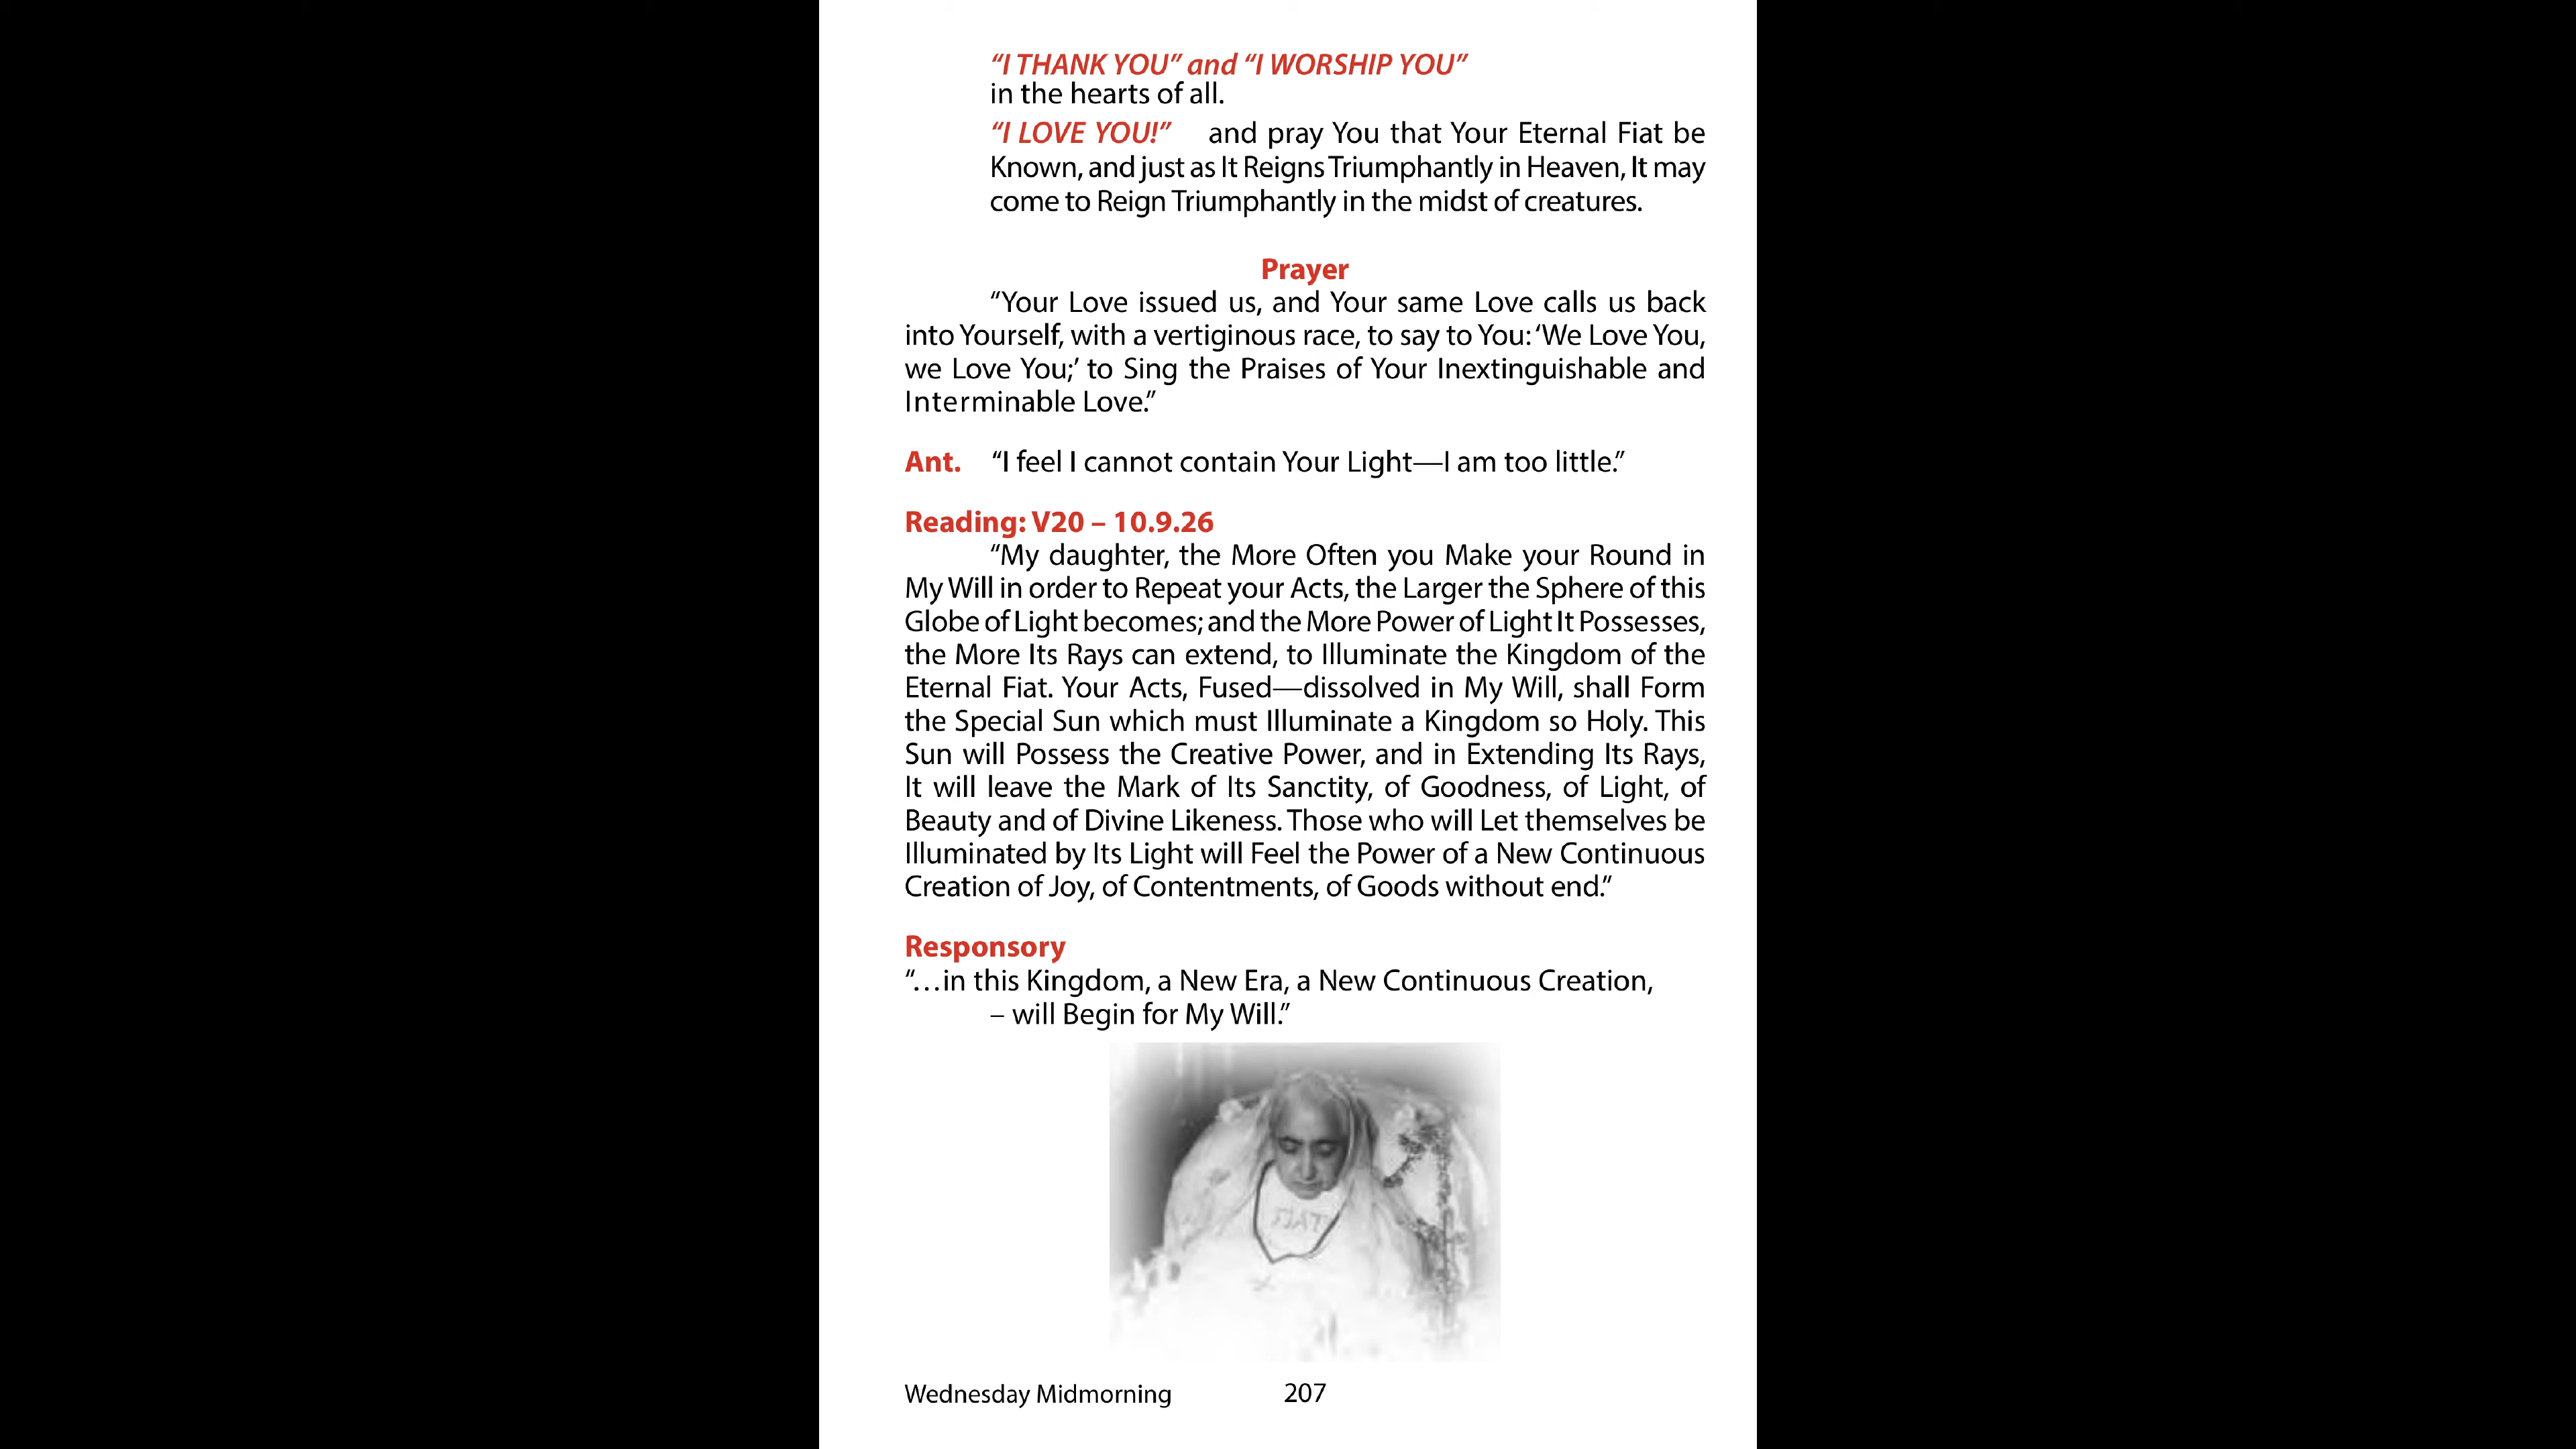 “I THANK YOU” and “I WORSHIP YOU”
in the hearts of all.
“I LOVE YOU!” and pray You that Your Eternal Fiat be
Known, and just as It Reigns Triumphantly in Heaven, It may
come to Reign Triumphantly in the midst of creatures.
Prayer
“Your Love issued us, and Your same Love calls us back
into Yourself, with a vertiginous race, to say to You: ‘We Love You,
we Love You;’ to Sing the Praises of Your Inextinguishable and
Interminable Love.”
Ant. “I feel I cannot contain Your Light—I am too little.”
Reading: V20 – 10.9.26
“My daughter, the More Often you Make your Round in
My Will in order to Repeat your Acts, the Larger the Sphere of this
Globe of Light becomes; and the More Power of Light It Possesses,
the More Its Rays can extend, to Illuminate the Kingdom of the
Eternal Fiat. Your Acts, Fused—dissolved in My Will, shall Form
the Special Sun which must Illuminate a Kingdom so Holy. This
Sun will Possess the Creative Power, and in Extending Its Rays,
It will leave the Mark of Its Sanctity, of Goodness, of Light, of
Beauty and of Divine Likeness. Those who will Let themselves be
Illuminated by Its Light will Feel the Power of a New Continuous
Creation of Joy, of Contentments, of Goods without end.”
Responsory
“…in this Kingdom, a New Era, a New Continuous Creation,
– will Begin for My Will.”
Wednesday Midmorning 207